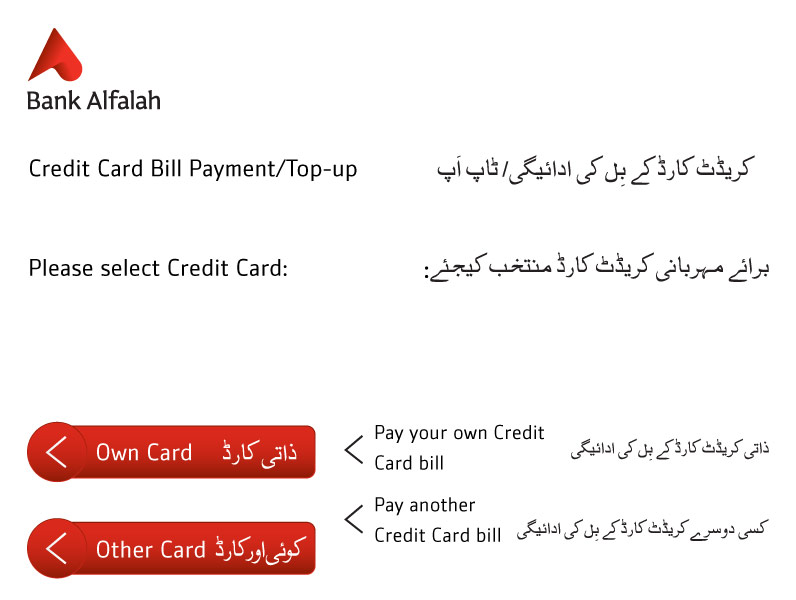 Bank Alfalah
Credit Card Bill Payment/Top-up
کریڈٹ کارڈ کے بِل کی ادائیگی/ ٹاپ اَپ
Please select Credit Card:
برائے مہربانی کریڈٹ کارڈ منتخب کیجئے:
Own Card ذاتی کارڈ
Pay your own Credit
Card bill
ذاتی کریڈٹ کارڈ کے بِل کی ادائیگی
Other Card کوئی اور کارڈ
Pay another
Credit Card bill
کسی دوسرے کریڈٹ کارڈ کے بِل کی ادائیگی